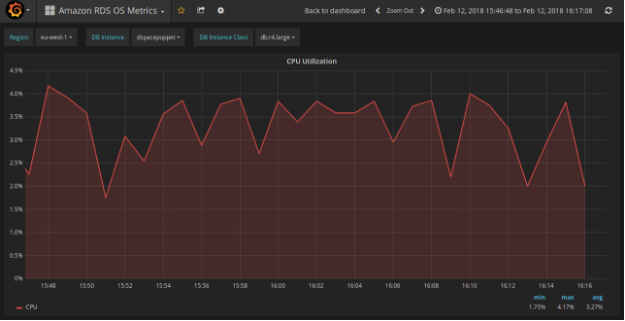 Amazon RDS OS Metrics
Back to dashboard
Zoom Out
Feb 12, 2018 15:46:48 to Feb 12, 2018 16:17:08
Region eu-west-1 DB Instance dspacepuppet DB Instance Class db.r4.large
CPU Utilization
4.5%
4.0%
3.5%
3.0%
2.5%
2.0%
1.5%
1.0%
0.5%
0%
15:48 15:50 15:52 15:54 15:56 15:58 16:00 16:02 16:04 16:06 16:08 16:10 16:12 16:14 16:16
min max avg
CPU 1.75% 4.17% 3.27%